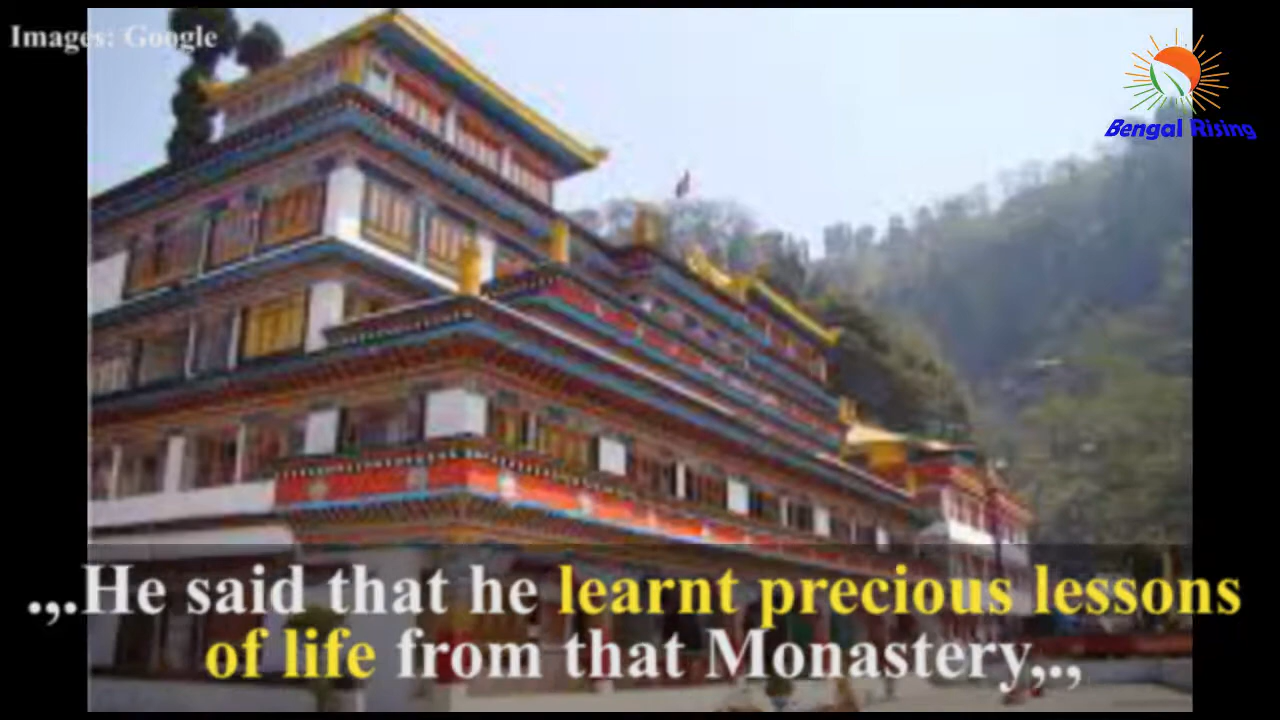 Images: Google
Bengal Rising
.,.He said that he learnt precious lessons
of life from that Monastery,.,